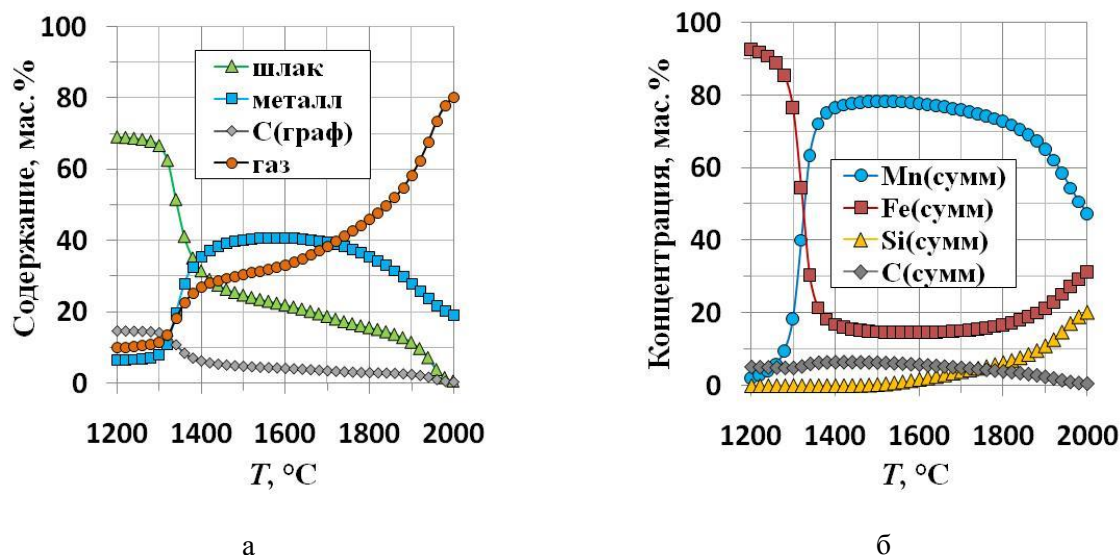 Содержание, мас.%
100
80
60
40
20
0
шлак
металл
С(граф)
газ
1200 1400 1600 1800 2000
T, °C
а
Концентрация, мас.%
100
80
60
40
20
0
Mn(сумм)
Fe(сумм)
Si(сумм)
C(сумм)
1200 1400 1600 1800 2000
T, °C
б